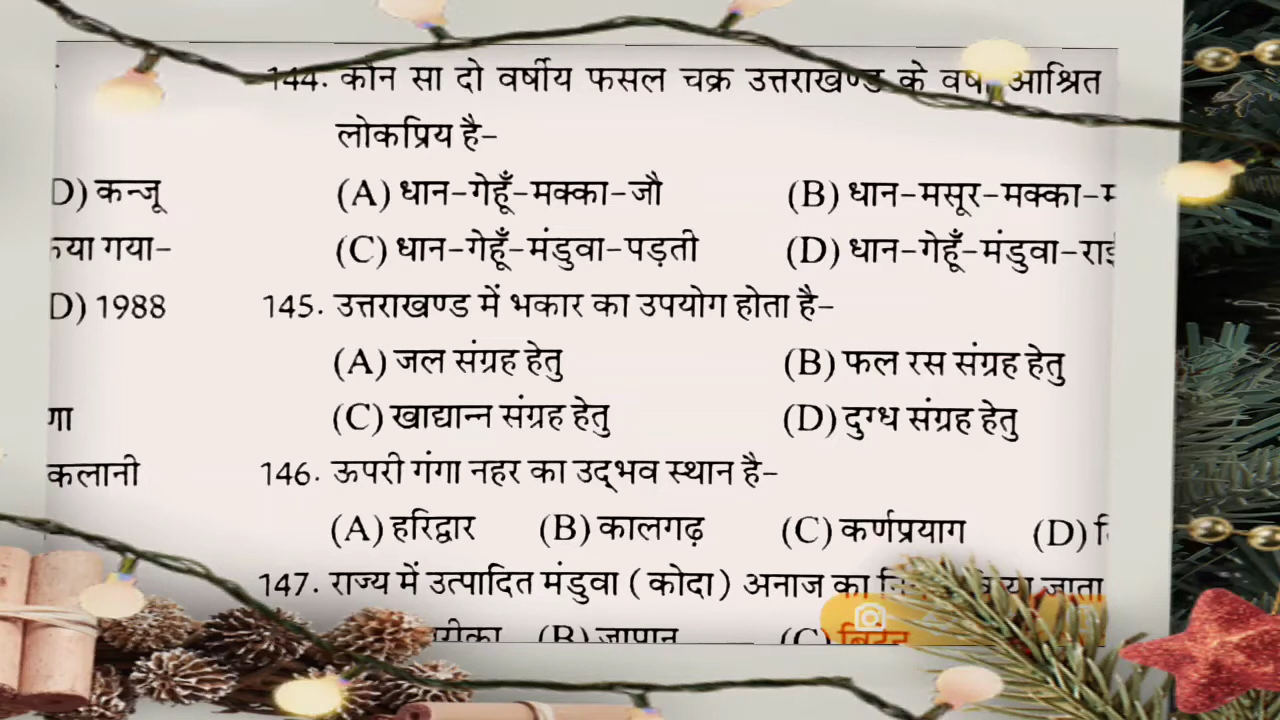 144. कौन सा दो वर्षीय फसल चक्र उत्तराखण्ड के आश्रित
लोकप्रिय है-
D) कन्जू
(A) धान-गेहूँ-मक्का-जौ (B) धान-मसूर-मक्का-
गया-
(C) धान-गेहूँ-मंडुवा-पड़ती (D) धान-गेहूँ-मंडुवा-राई
D) 1988
145. उत्तराखण्ड में भकार का उपयोग होता है-
(A) जल संग्रह हेतु (B) फल रस संग्रह हेतु
गा
(C) खाद्यान्न संग्रह हेतु (D) दुग्ध संग्रह हेतु
कलानी
146. ऊपरी गंगा नहर का उद्भव स्थान है-
(A) हरिद्वार (B) कालगढ़ (C) कर्णप्रयाग (D)
147. राज्य में उत्पादित मंडुवा (कोदा) अनाज का जाता
(B) जापान (C) ब्रिटेन